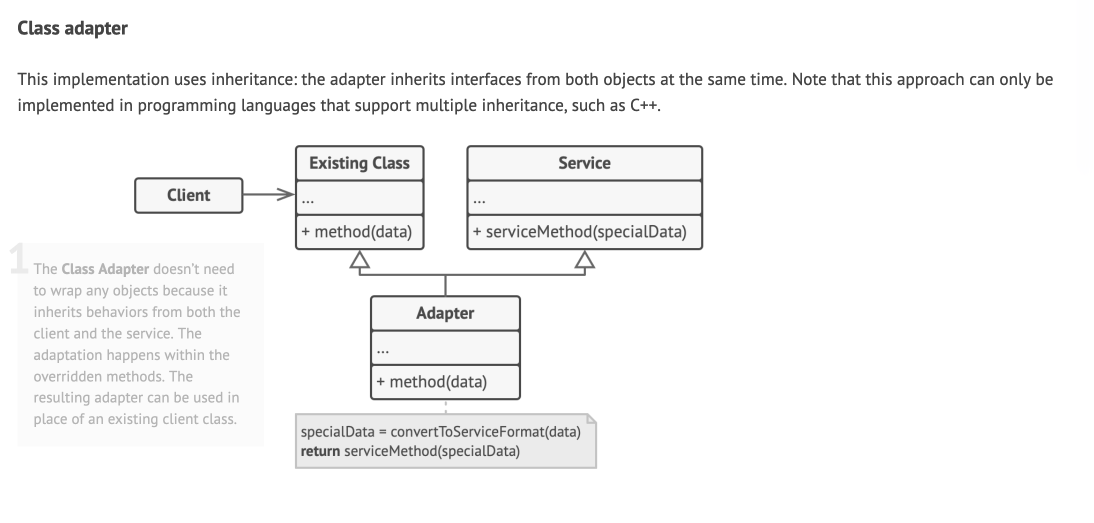 Class adapter
This implementation uses inheritance: the adapter inherits interfaces from both objects at the same time. Note that this approach can only be
implemented in programming languages that support multiple inheritance, such as C++.
Client
Existing Class
...
+ method(data)
Service
...
+ serviceMethod(specialData)
1
The Class Adapter doesn't need
to wrap any objects because it
inherits behaviors from both the
client and the service. The
adaptation happens within the
overridden methods. The
resulting adapter can be used in
place of an existing client class.
Adapter
...
+ method(data)
specialData = convertToServiceFormat(data)
return serviceMethod(specialData)